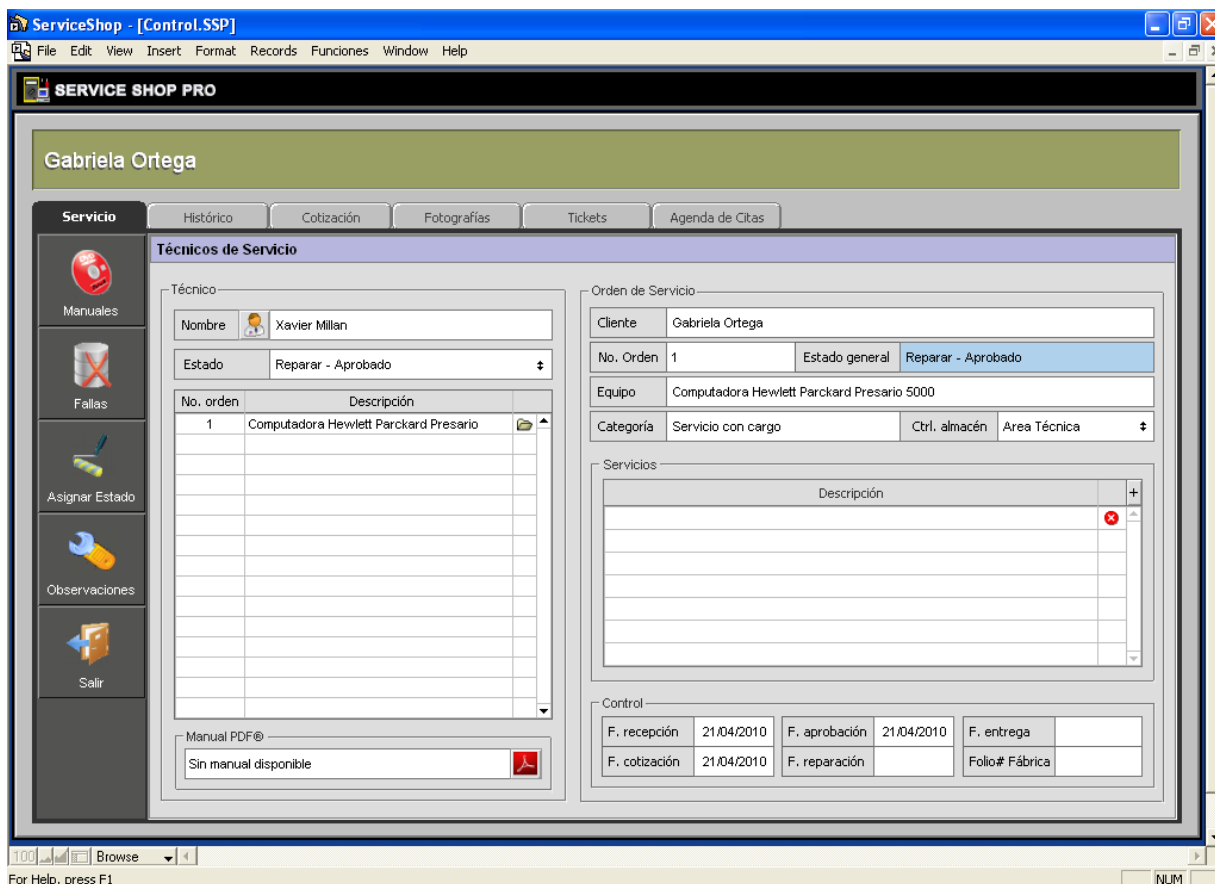 ServiceShop - [Control.SSP]
File Edit View Insert Format Records Funciones Window Help
SERVICE SHOP PRO
Gabriela Ortega
Servicio Histórico Cotización Fotografías Tickets Agenda de Citas
Manuales
Fallas
Asignar Estado
Observaciones
Salir
Técnicos de Servicio
Técnico
Nombre Xavier Millan
Estado Reparar - Aprobado
No. orden Descripción
1 Computadora Hewlett Parckard Presario
Manual PDF®
Sin manual disponible
Orden de Servicio
Cliente Gabriela Ortega
No. Orden 1 Estado general Reparar - Aprobado
Equipo Computadora Hewlett Parckard Presario 5000
Categoría Servicio con cargo Ctrl. almacén Area Técnica
Servicios
Descripción +
Control
F. recepción 21/04/2010 F. aprobación 21/04/2010 F. entrega
F. cotización 21/04/2010 F. reparación Folio# Fábrica
100 Browse
For Help, press F1 NUM